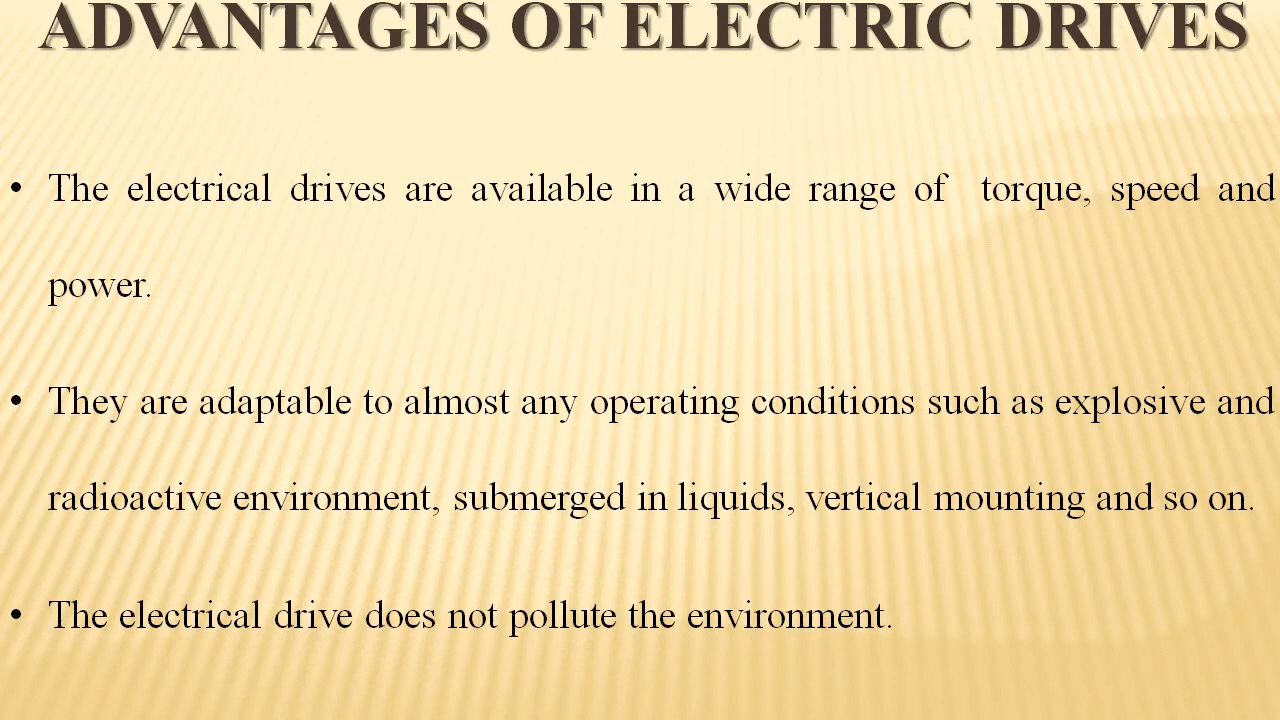 ADVANTAGES OF ELECTRIC DRIVES
• The electrical drives are available in a wide range of  torque, speed and
power.
• They are adaptable to almost any operating conditions such as explosive and
radioactive environment, submerged in liquids, vertical mounting and so on.
• The electrical drive does not pollute the environment.